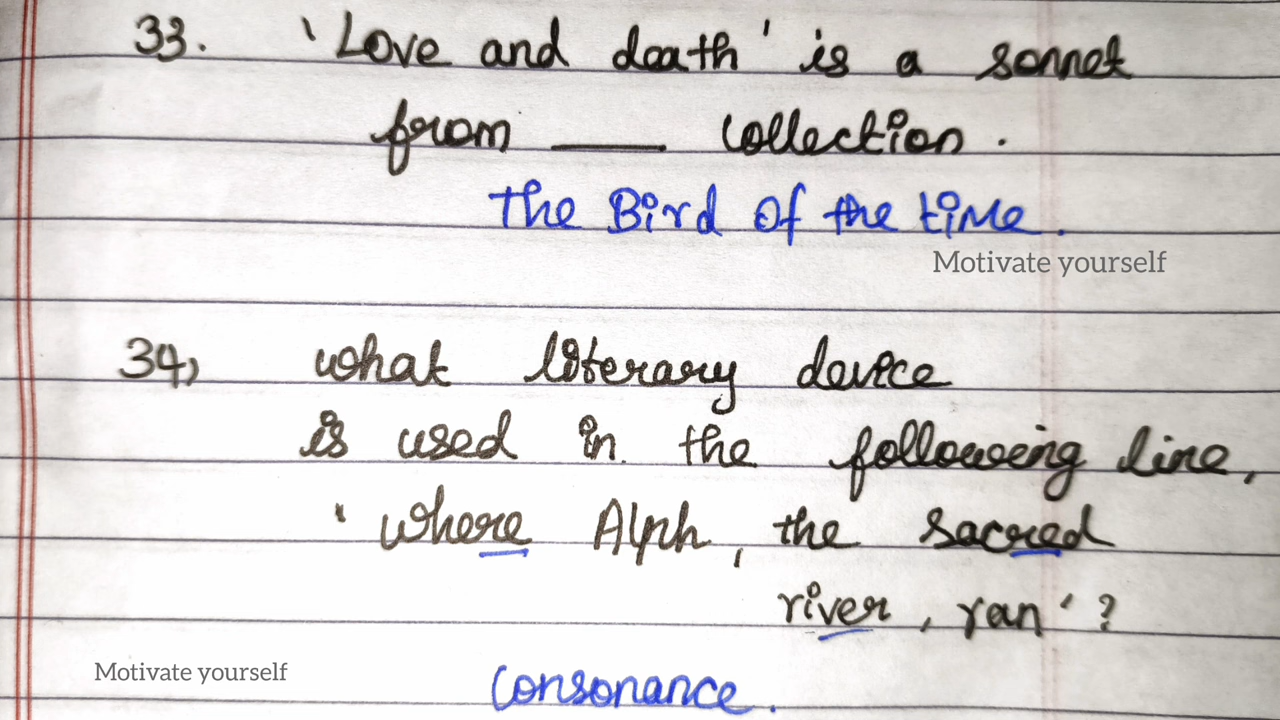 33. 'Love and death' is a sonnet
from ____ collection.
The Bird of the time.
Motivate yourself
34) what literary device
is used in the following line,
'where Alph, the sacred
river, ran'?
Motivate yourself
Consonance.